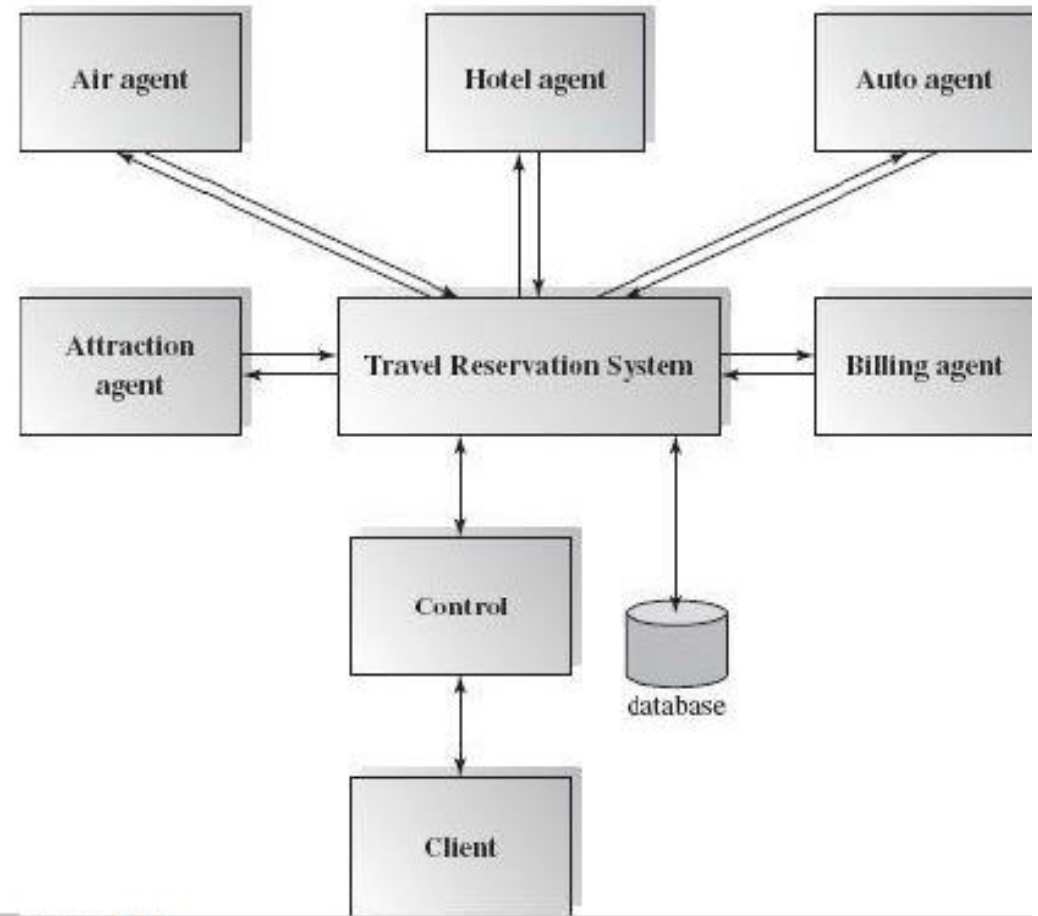 Air agent
Hotel agent
Auto agent
Attraction
agent
Travel Reservation System
Billing agent
Control
database
Client